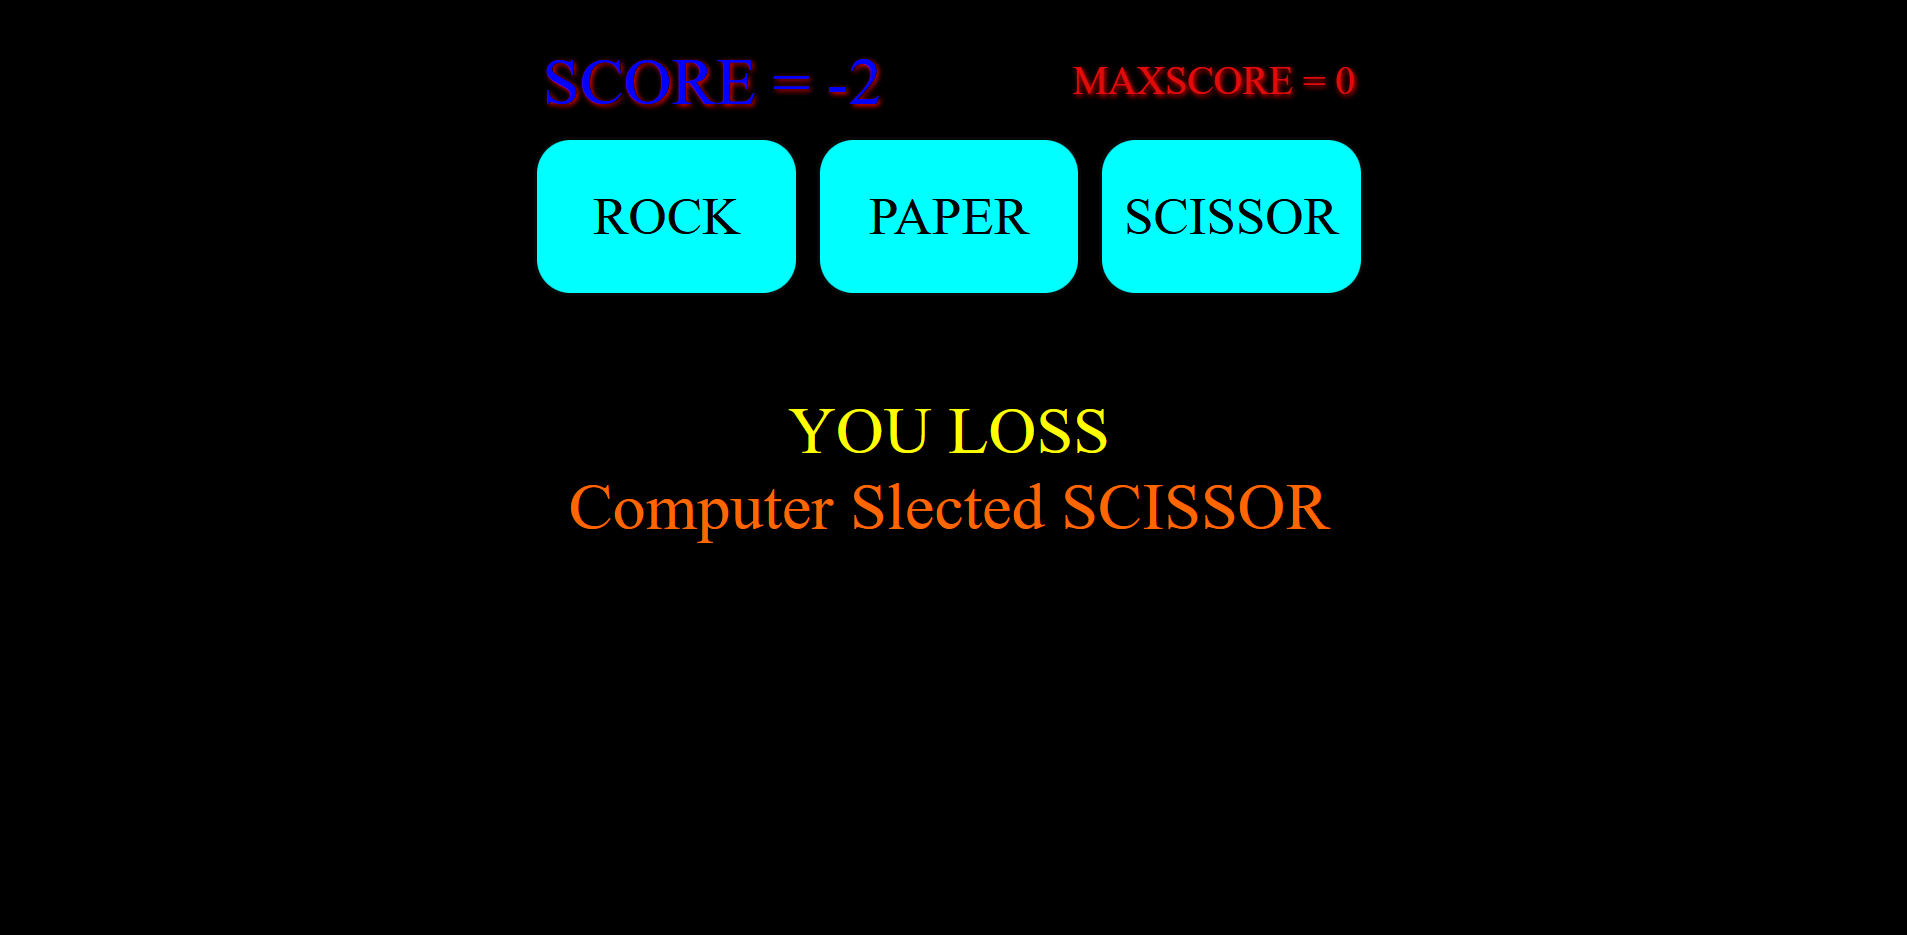 SCORE = -2
MAXSCORE = 0
ROCK
PAPER
SCISSOR
YOU LOSS
Computer Slected SCISSOR